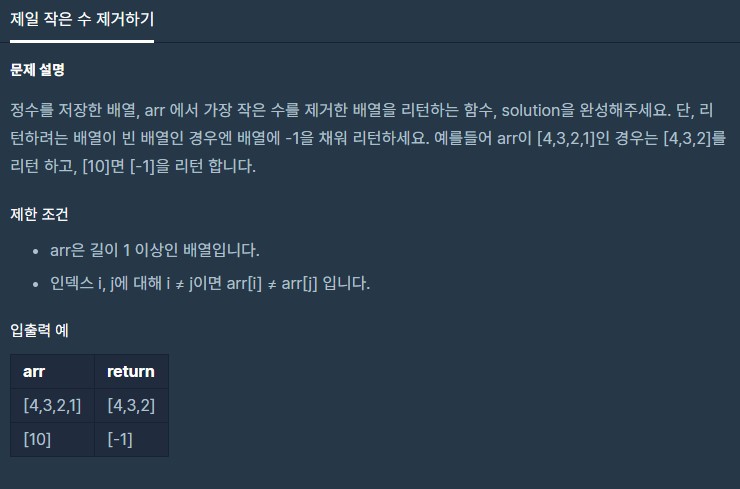 제일 작은 수 제거하기
문제 설명
정수를 저장한 배열, arr 에서 가장 작은 수를 제거한 배열을 리턴하는 함수, solution을 완성해주세요. 단, 리
턴하려는 배열이 빈 배열인 경우엔 배열에 -1을 채워 리턴하세요. 예를들어 arr이 [4,3,2,1]인 경우는 [4,3,2]를
리턴 하고, [10]면 [-1]을 리턴 합니다.
제한 조건
• arr은 길이 1 이상인 배열입니다.
• 인덱스 i, j에 대해 i ≠ j이면 arr[i] ≠ arr[j] 입니다.
입출력 예
arr return
[4,3,2,1] [4,3,2]
[10] [-1]